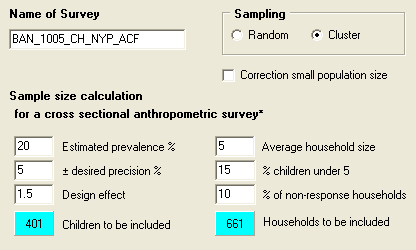 Name of Survey
BAN_1005_CH_NYP_ACF
Sampling
Random
Cluster
Correction small population size
Sample size calculation
for a cross sectional anthropometric survey*
20 Estimated prevalence %
5 Average household size
5 ± desired precision %
15 % children under 5
1.5 Design effect
10 % of non-response households
401 Children to be included
661 Households to be included